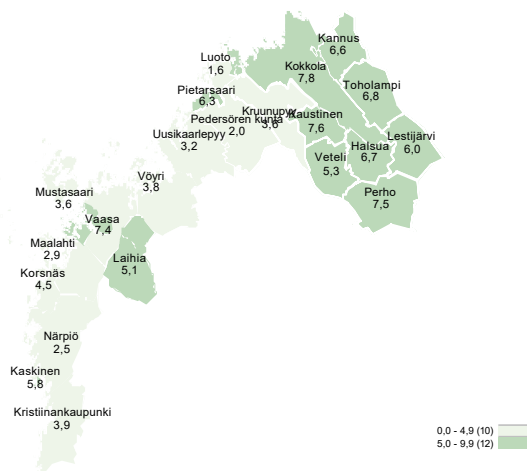 Kannus
6,6
Luoto
1,6
Kokkola
7,8
Pietarsaari
6,3
Toholampi
6,8
Kruunupyy
3,6
Kaustinen
7,6
Pedersören kunta
2,0
Uusikaarlepyy
3,2
Lestijärvi
6,0
Halsua
6,7
Veteli
5,3
Vöyri
3,8
Perho
7,5
Mustasaari
3,6
Vaasa
7,4
Maalahti
2,9
Laihia
5,1
Korsnäs
4,5
Närpiö
2,5
Kaskinen
5,8
Kristiinankaupunki
3,9
0,0 - 4,9 (10)
5,0 - 9,9 (12)